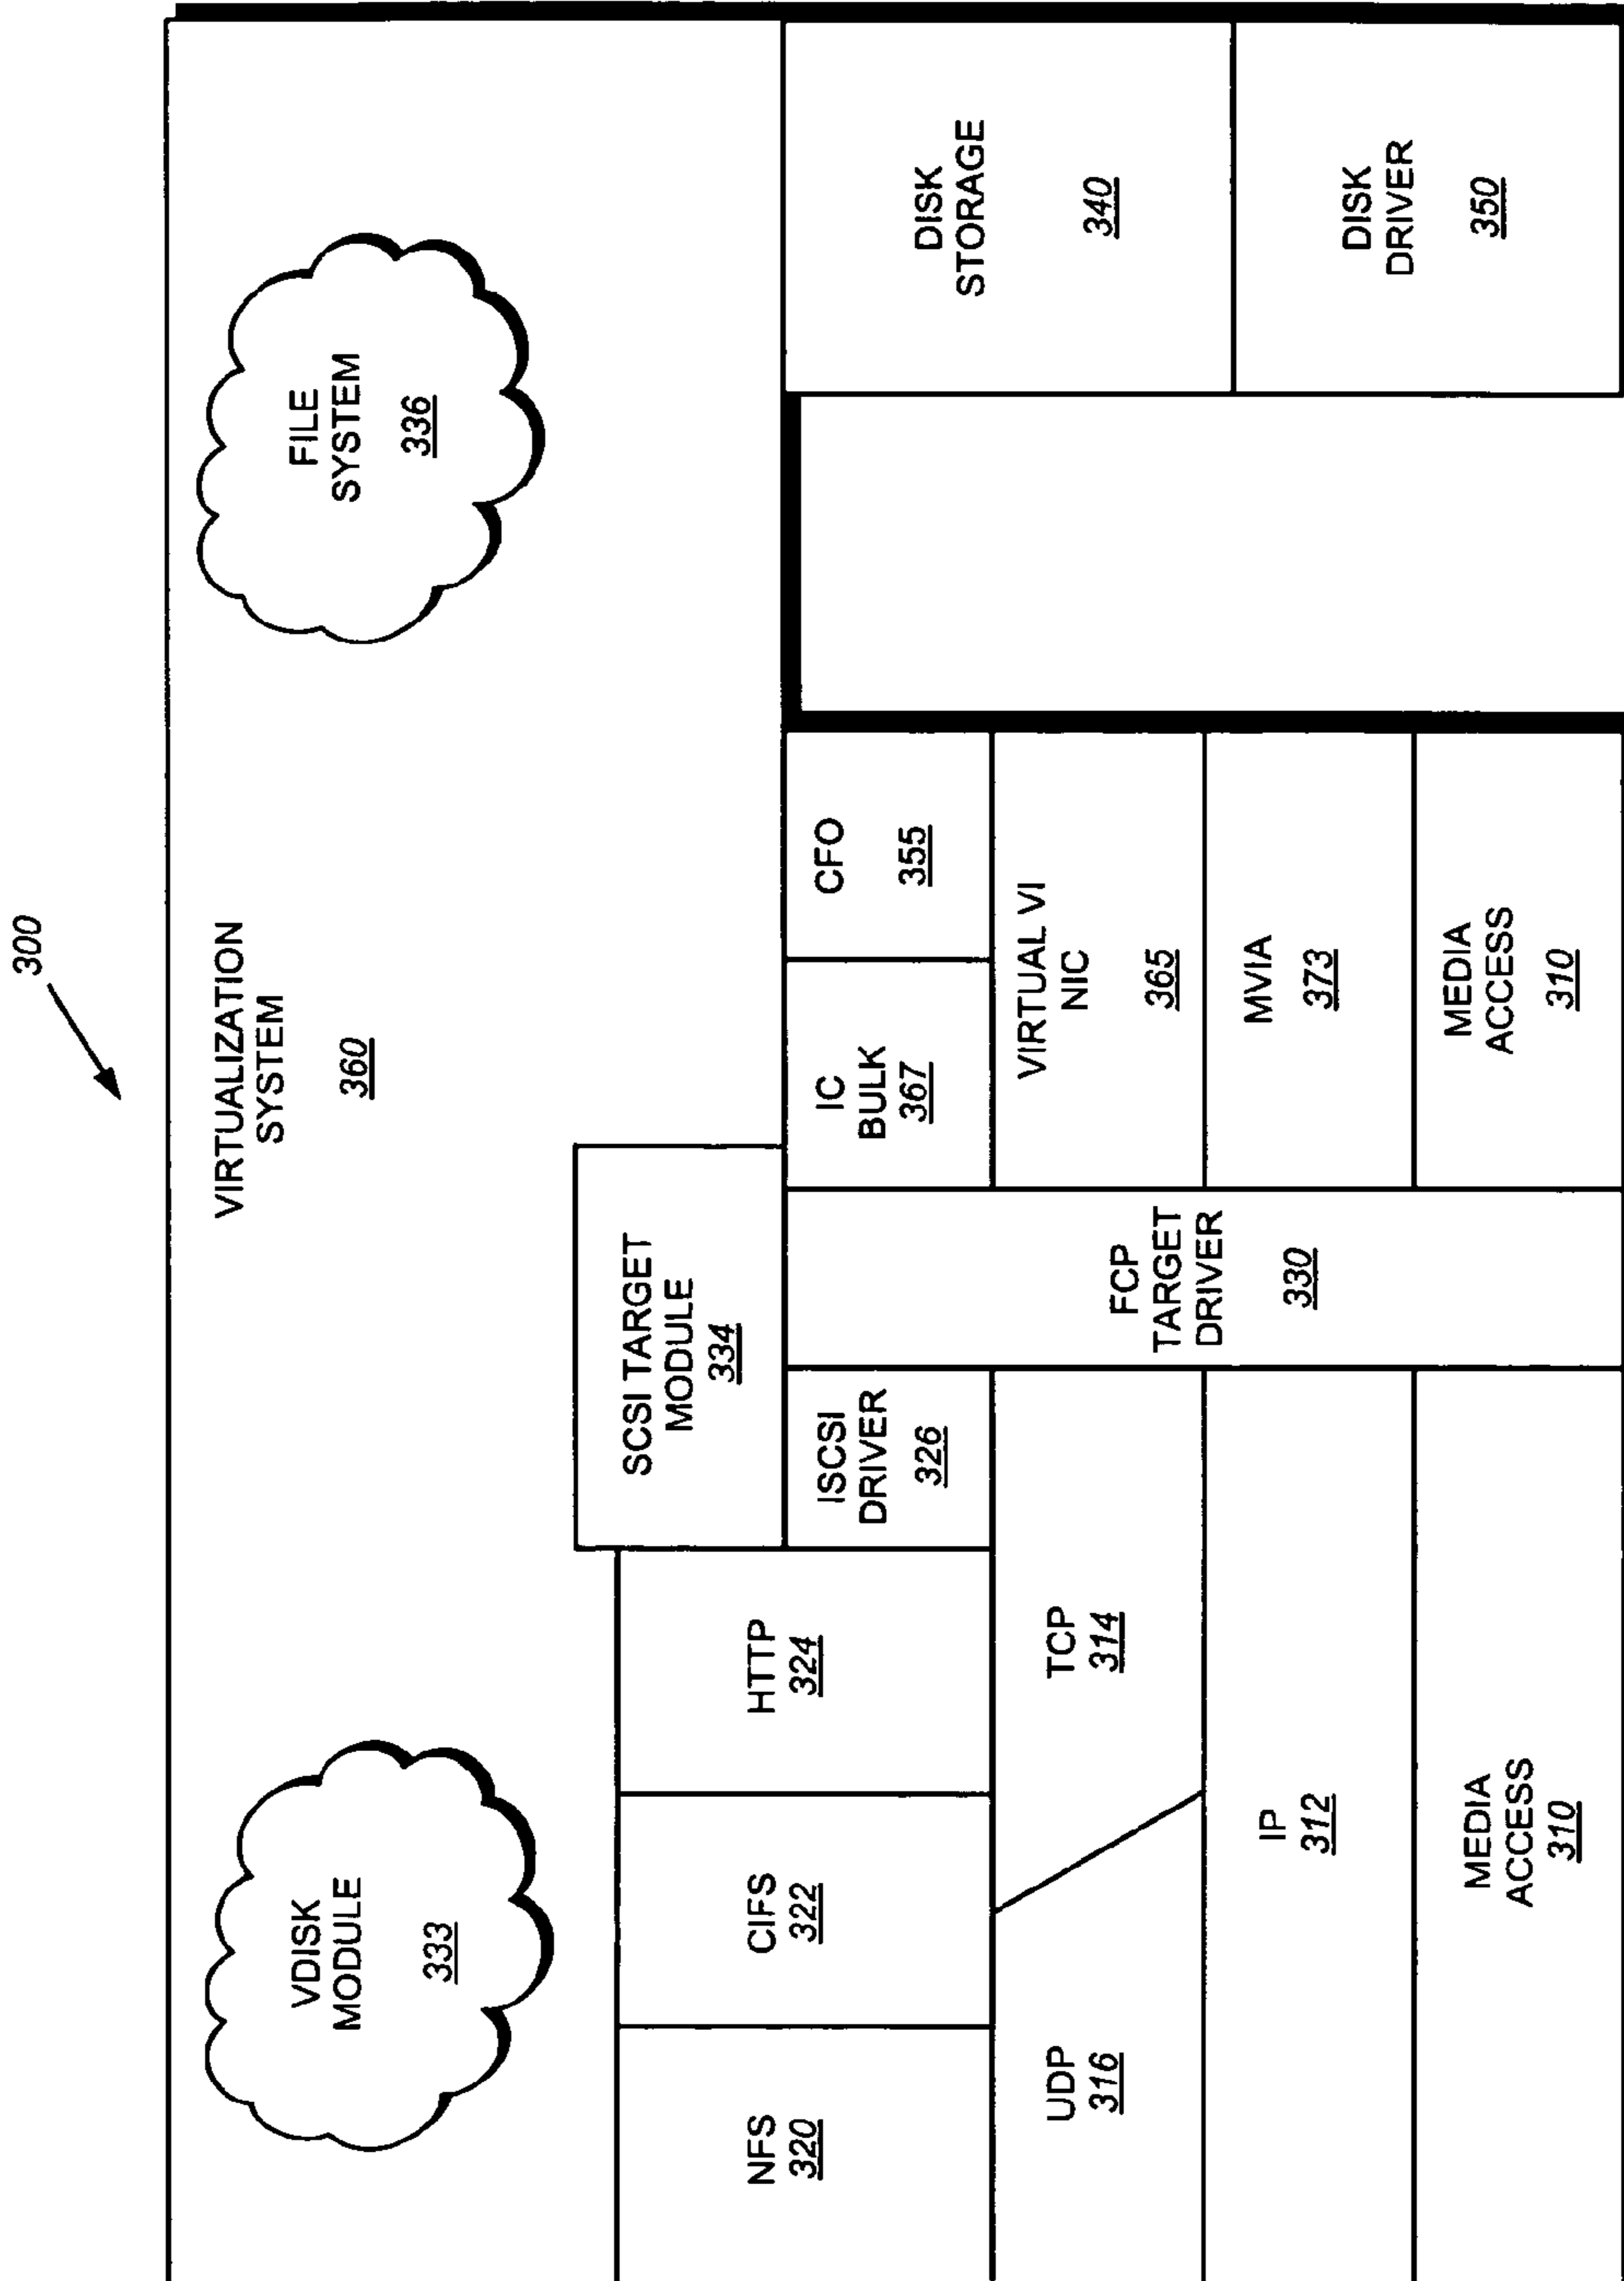 300
VIRTUALIZATION
SYSTEM
360
VDISK
MODULE
333
FILE
SYSTEM
336
SCSI TARGET
MODULE
334
NFS
320
CIFS
322
HTTP
324
ISCSI
DRIVER
326
FCP
TARGET
DRIVER
330
IC
BULK
367
CFO
355
DISK
STORAGE
340
UDP
316
TCP
314
VIRTUAL VI
NIC
365
IP
312
MVIA
373
DISK
DRIVER
350
MEDIA
ACCESS
310
MEDIA
ACCESS
310